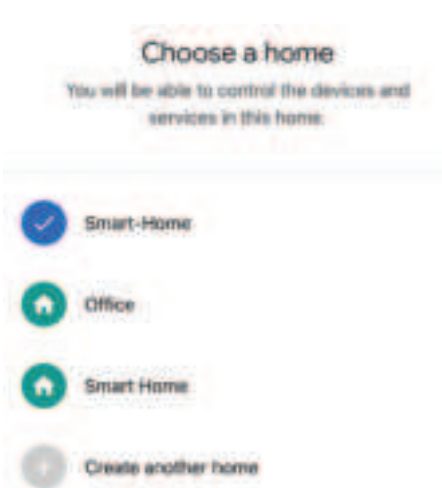 Choose a home
You will be able to control the devices and
services in this home.
Smart-Home
Office
Smart Home
Create another home